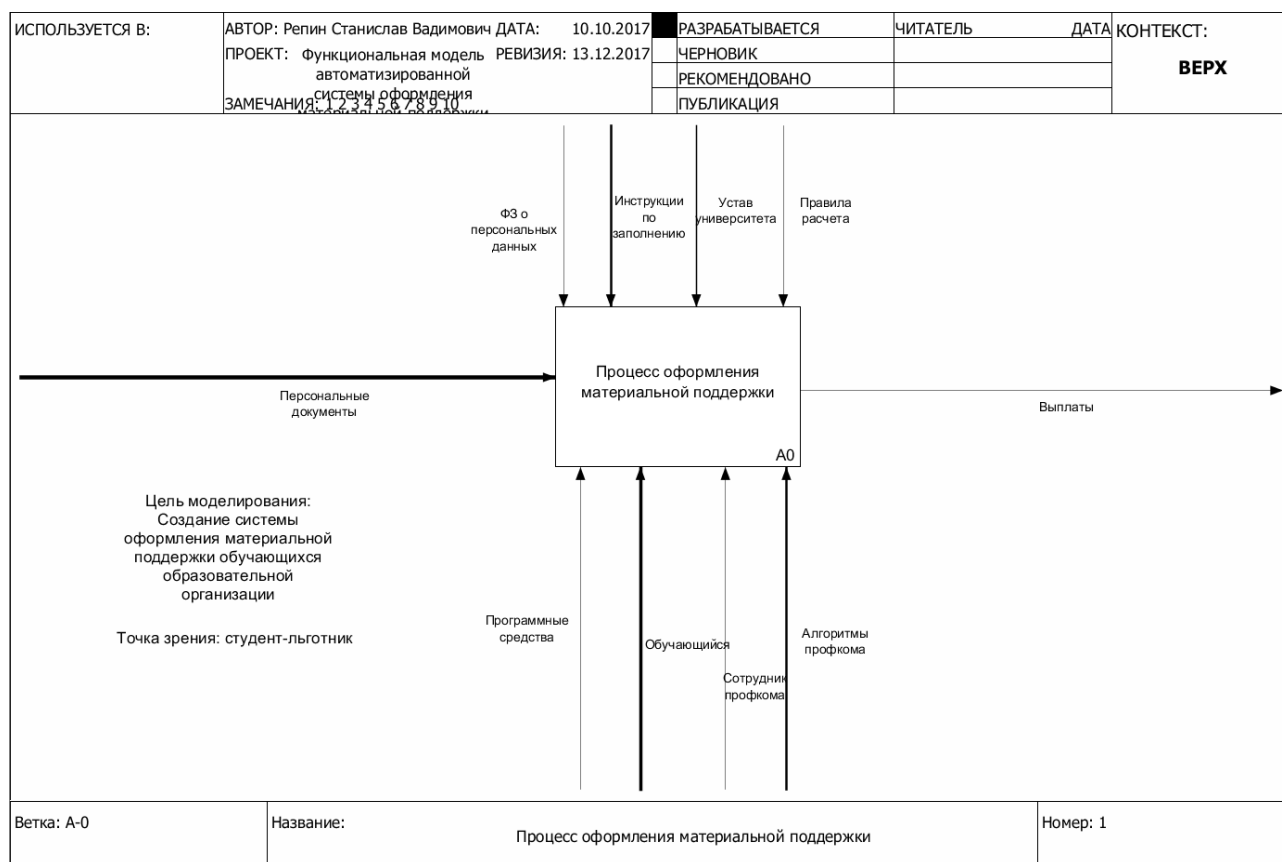 ИСПОЛЬЗУЕТСЯ В:
АВТОР: Репин Станислав Вадимович ДАТА: 10.10.2017
ПРОЕКТ: Функциональная модель РЕВИЗИЯ: 13.12.2017
автоматизированной
системы оформления
материальной поддержки
ЗАМЕЧАНИЯ: 1 2 3 4 5 6 7 8 9 10
РАЗРАБАТЫВАЕТСЯ
ЧЕРНОВИК
РЕКОМЕНДОВАНО
ПУБЛИКАЦИЯ
ЧИТАТЕЛЬ ДАТА
КОНТЕКСТ:
ВЕРХ
ФЗ о
персональных
данных
Инструкции
по
заполнению
Устав
университета
Правила
расчета
Процесс оформления
материальной поддержки
A0
Персональные
документы
Выплаты
Цель моделирования:
Создание системы
оформления материальной
поддержки обучающихся
образовательной
организации
Точка зрения: студент-льготник
Программные
средства
Обучающийся
Сотрудник
профкома
Алгоритмы
профкома
Ветка: A-0
Название:
Процесс оформления материальной поддержки
Номер: 1